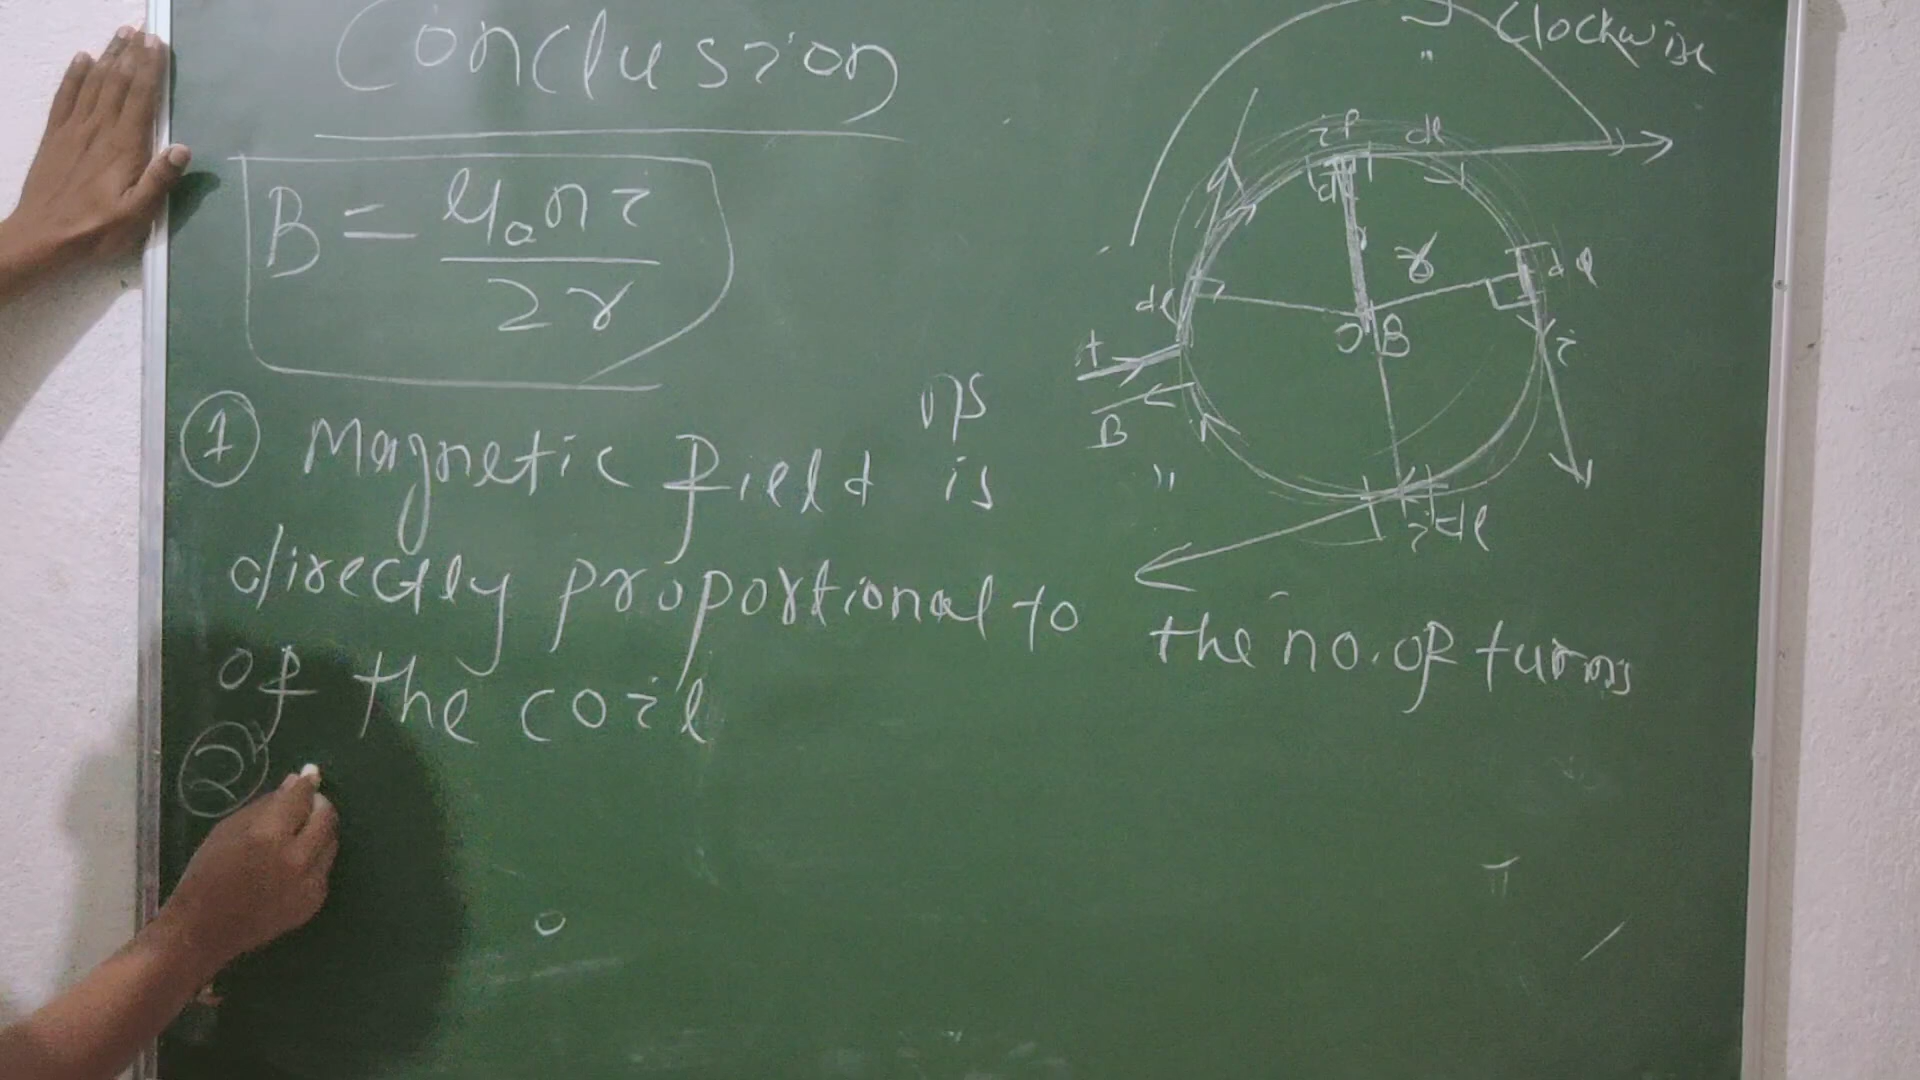 Conclusion
B = μ₀ni / 2r
① Magnetic field is
directly proportional to the no. of turns
of the coil
②
Clockwise
i P dl
dl
r
dl
dl
O B
i
A
B
i dl